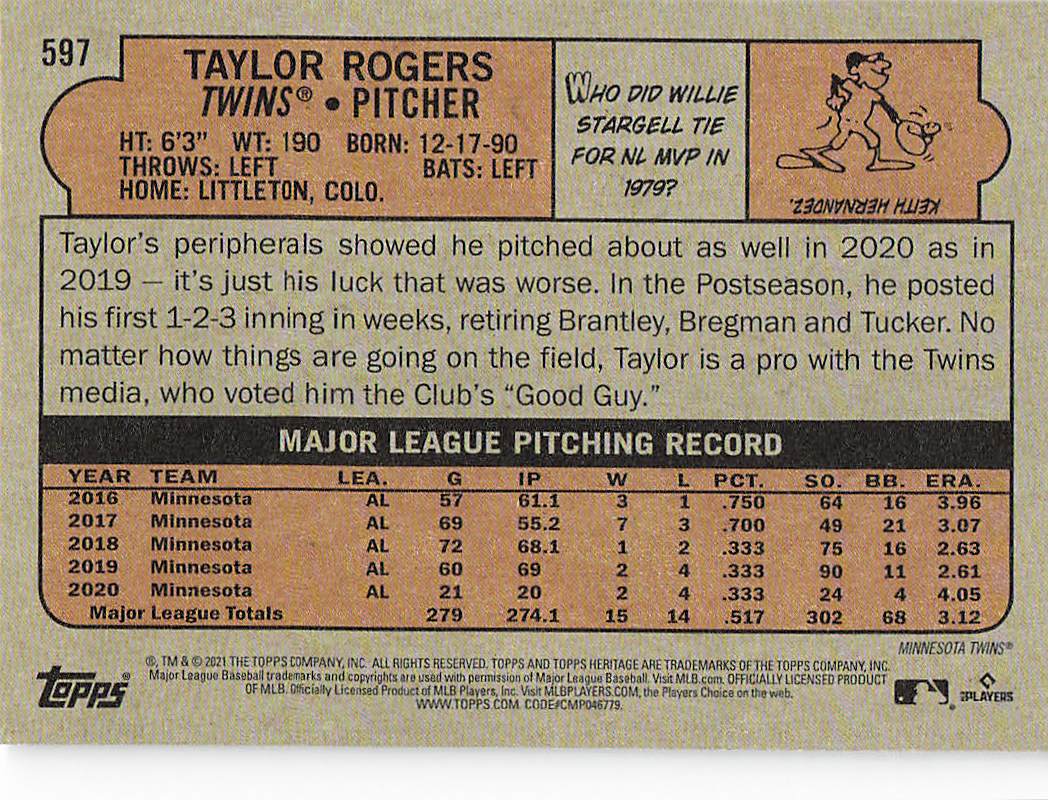 597
TAYLOR ROGERS
TWINS® • PITCHER
HT: 6'3" WT: 190 BORN: 12-17-90
THROWS: LEFT BATS: LEFT
HOME: LITTLETON, COLO.
WHO DID WILLIE
STARGELL TIE
FOR NL MVP IN
1979?
KEITH HERNANDEZ.
Taylor's peripherals showed he pitched about as well in 2020 as in
2019 — it's just his luck that was worse. In the Postseason, he posted
his first 1-2-3 inning in weeks, retiring Brantley, Bregman and Tucker. No
matter how things are going on the field, Taylor is a pro with the Twins
media, who voted him the Club's "Good Guy."
MAJOR LEAGUE PITCHING RECORD
YEAR TEAM LEA. G IP W L PCT. SO. BB. ERA.
2016 Minnesota AL 57 61.1 3 1 .750 64 16 3.96
2017 Minnesota AL 69 55.2 7 3 .700 49 21 3.07
2018 Minnesota AL 72 68.1 1 2 .333 75 16 2.63
2019 Minnesota AL 60 69 2 4 .333 90 11 2.61
2020 Minnesota AL 21 20 2 4 .333 24 4 4.05
Major League Totals 279 274.1 15 14 .517 302 68 3.12
MINNESOTA TWINS®
®, TM & © 2021 THE TOPPS COMPANY, INC. ALL RIGHTS RESERVED. TOPPS AND TOPPS HERITAGE ARE TRADEMARKS OF THE TOPPS COMPANY, INC.
Major League Baseball trademarks and copyrights are used with permission of Major League Baseball. Visit MLB.com. OFFICIALLY LICENSED PRODUCT
OF MLB. Officially Licensed Product of MLB Players, Inc. Visit MLBPLAYERS.COM, the Players Choice on the web.
WWW.TOPPS.COM. CODE#CMP046779.
topps®
MLBPLAYERS